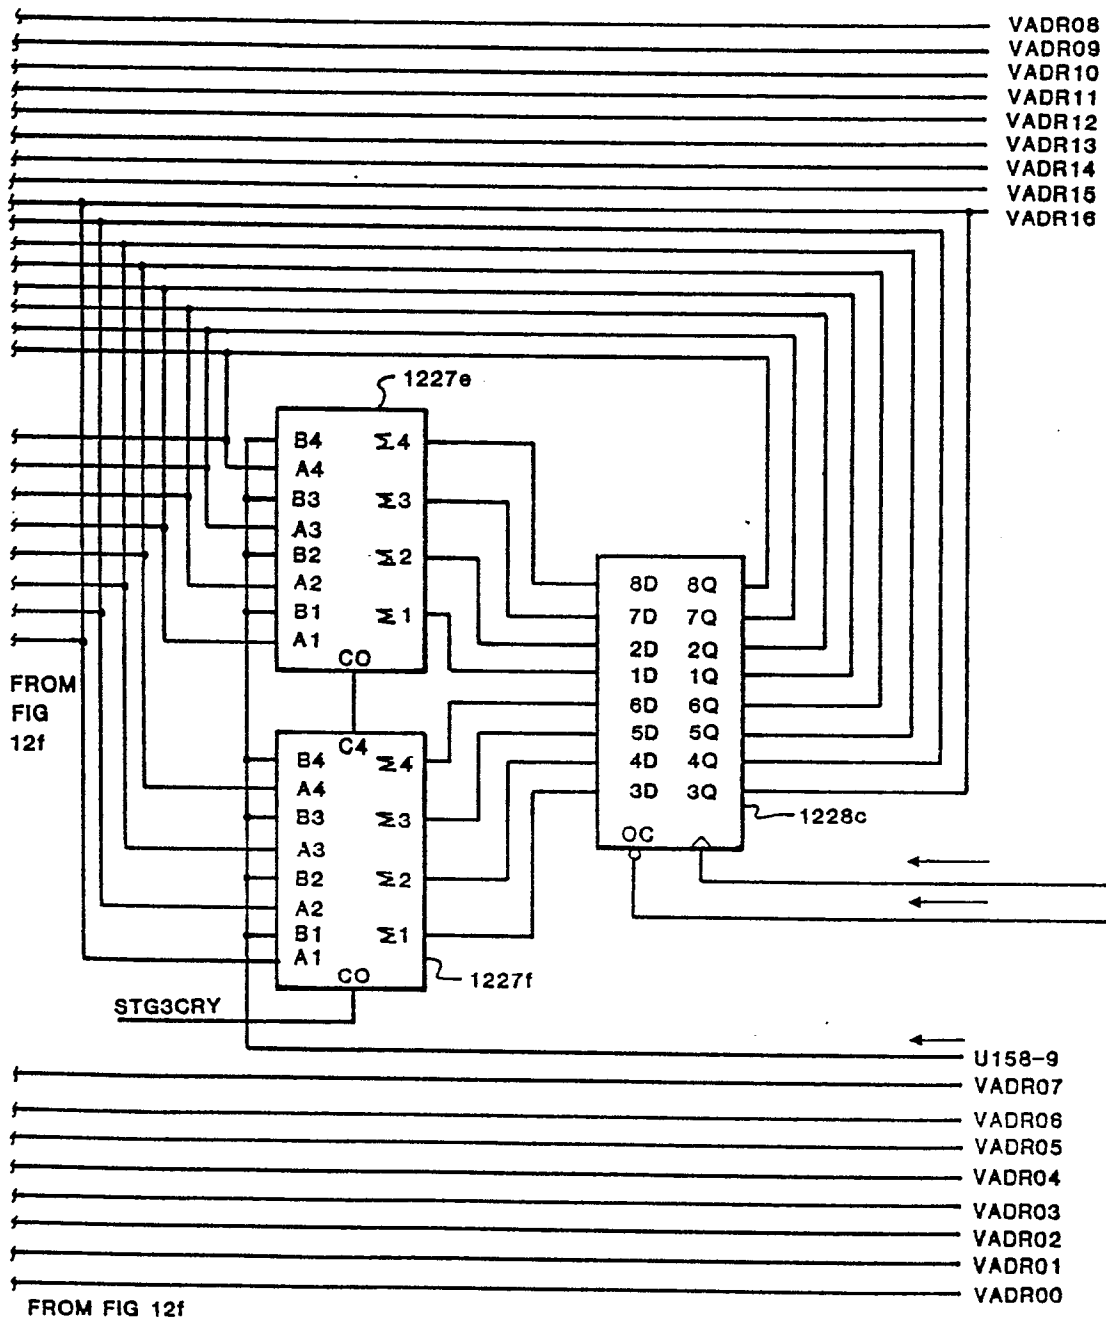 VADR08
VADR09
VADR10
VADR11
VADR12
VADR13
VADR14
VADR15
VADR16
1227e
B4 Σ4
A4
B3 Σ3
A3
B2 Σ2
A2
B1 Σ1
A1
CO
8D 8Q
7D 7Q
2D 2Q
1D 1Q
6D 6Q
5D 5Q
4D 4Q
3D 3Q
OC
1228c
FROM
FIG
12f
C4
B4 Σ4
A4
B3 Σ3
A3
B2 Σ2
A2
B1 Σ1
A1
CO
1227f
STG3CRY
U158-9
VADR07
VADR06
VADR05
VADR04
VADR03
VADR02
VADR01
VADR00
FROM FIG 12f